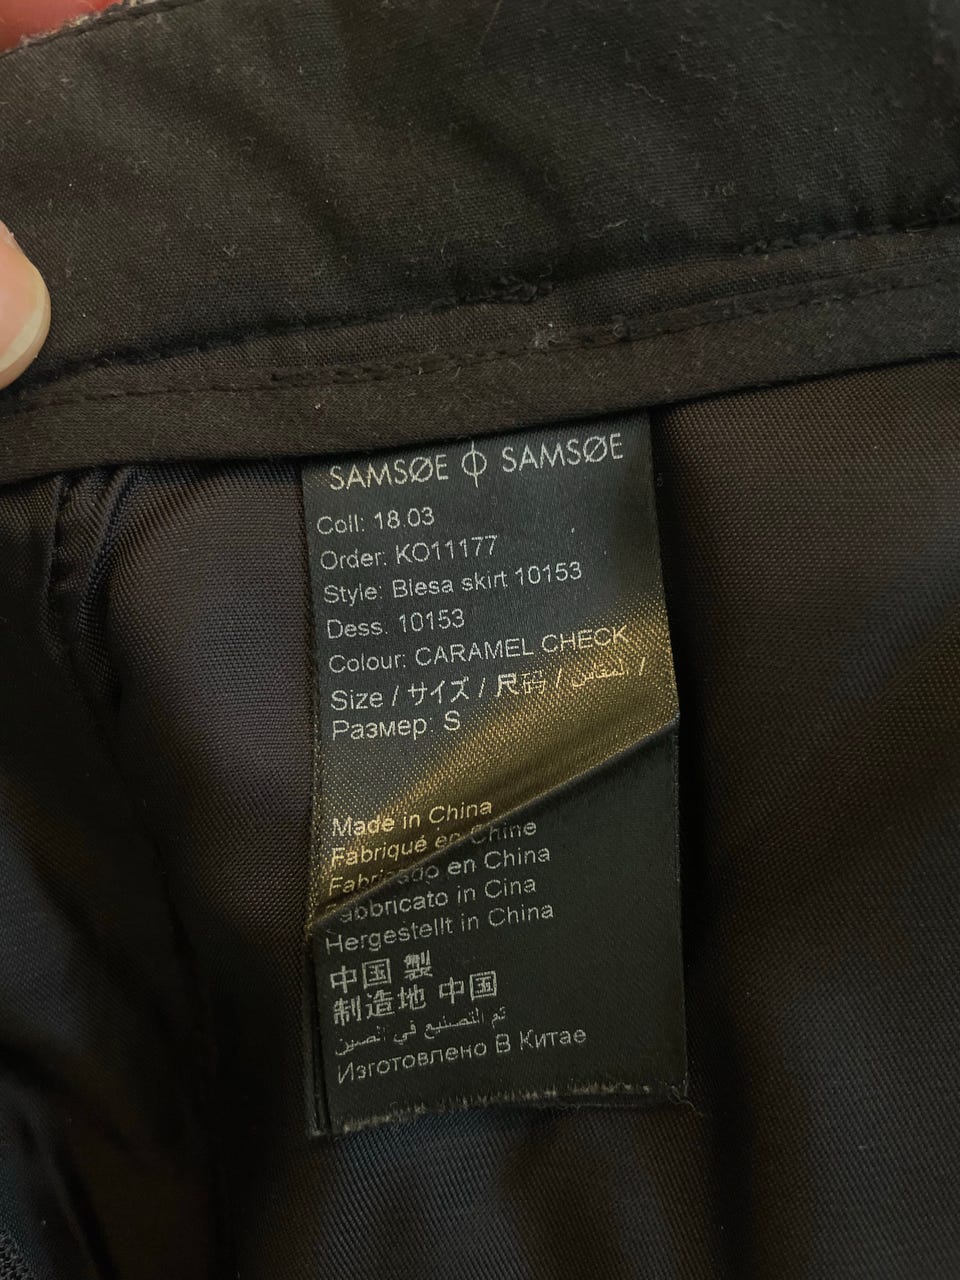 SAMSØE ϕ SAMSØE
Coll: 18.03
Order: KO11177
Style: Blesa skirt 10153
Dess. 10153
Colour: CARAMEL CHECK
Size / サイズ / 尺码 / المقاس /
Размер: S
Made in China
Fabriqué en Chine
Fabricado en China
Fabbricato in Cina
Hergestellt in China
中国 製
制造地 中国
تم التصنيع في الصين
Изготовлено В Китае